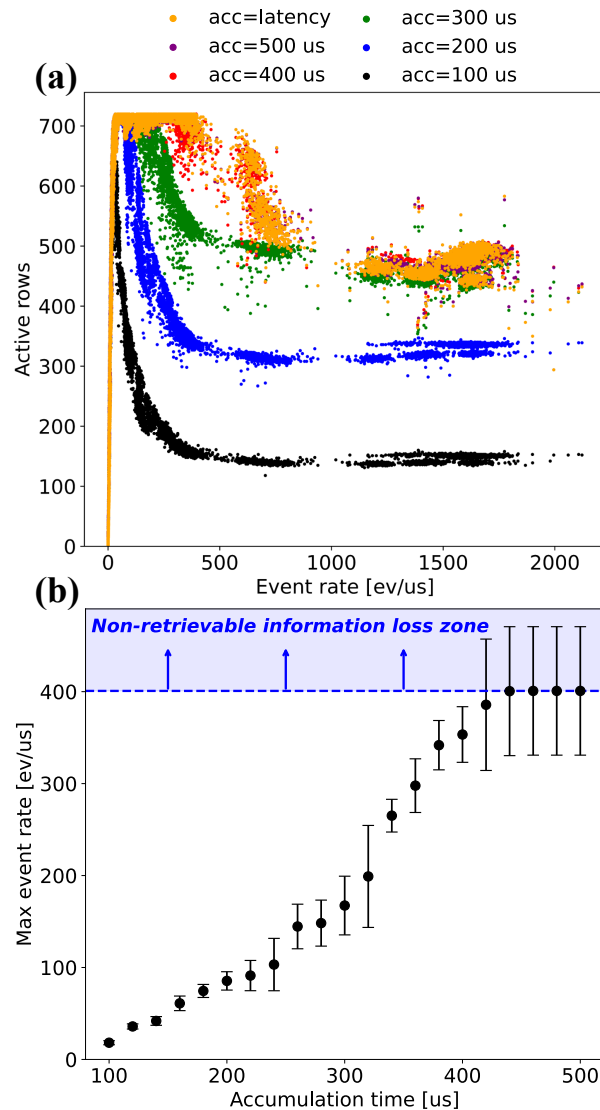 acc=latency
acc=500 us
acc=400 us
acc=300 us
acc=200 us
acc=100 us
(a)
700
600
500
400
300
200
100
0
Active rows
0 500 1000 1500 2000
Event rate [ev/us]
(b)
Non-retrievable information loss zone
400
300
200
100
0
Max event rate [ev/us]
100 200 300 400 500
Accumulation time [us]